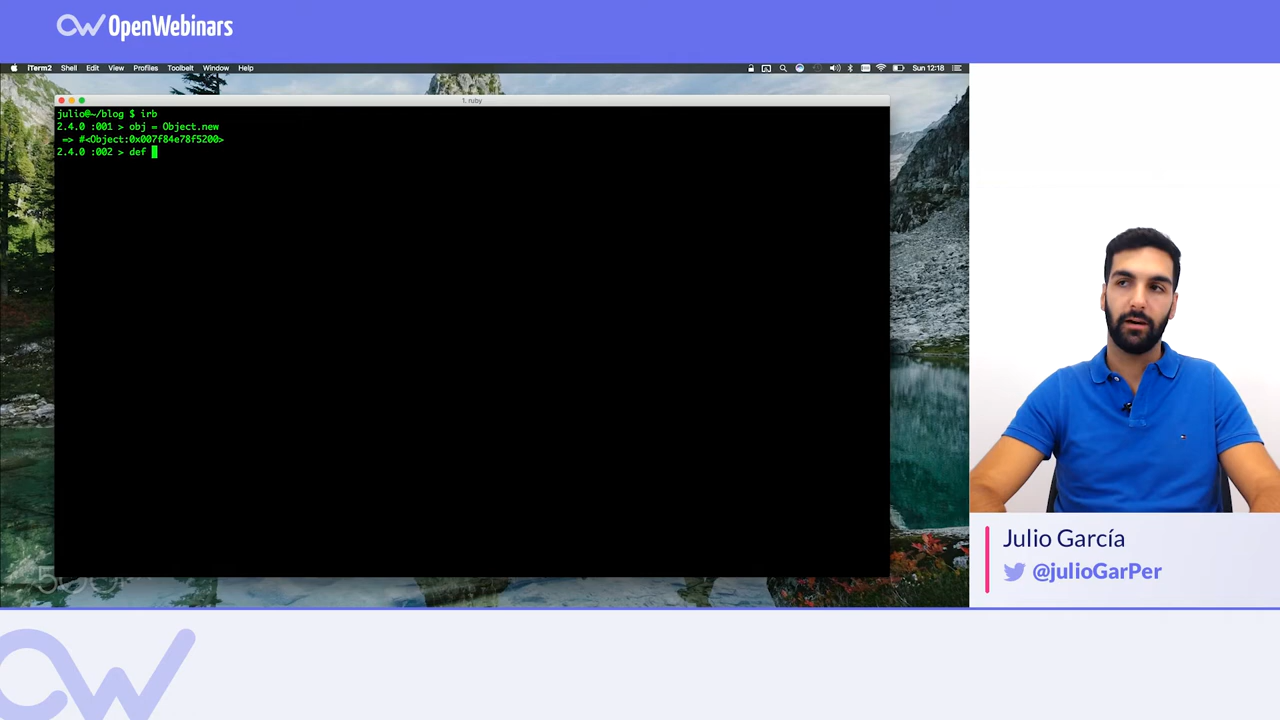 OpenWebinars
iTerm2 Shell Edit View Profiles Toolbelt Window Help
Sun 12:18
1. ruby
julio@~/blog $ irb
2.4.0 :001 > obj = Object.new
=> #<Object:0x007f84e78f5200>
2.4.0 :002 > def
Julio García
@julioGarPer